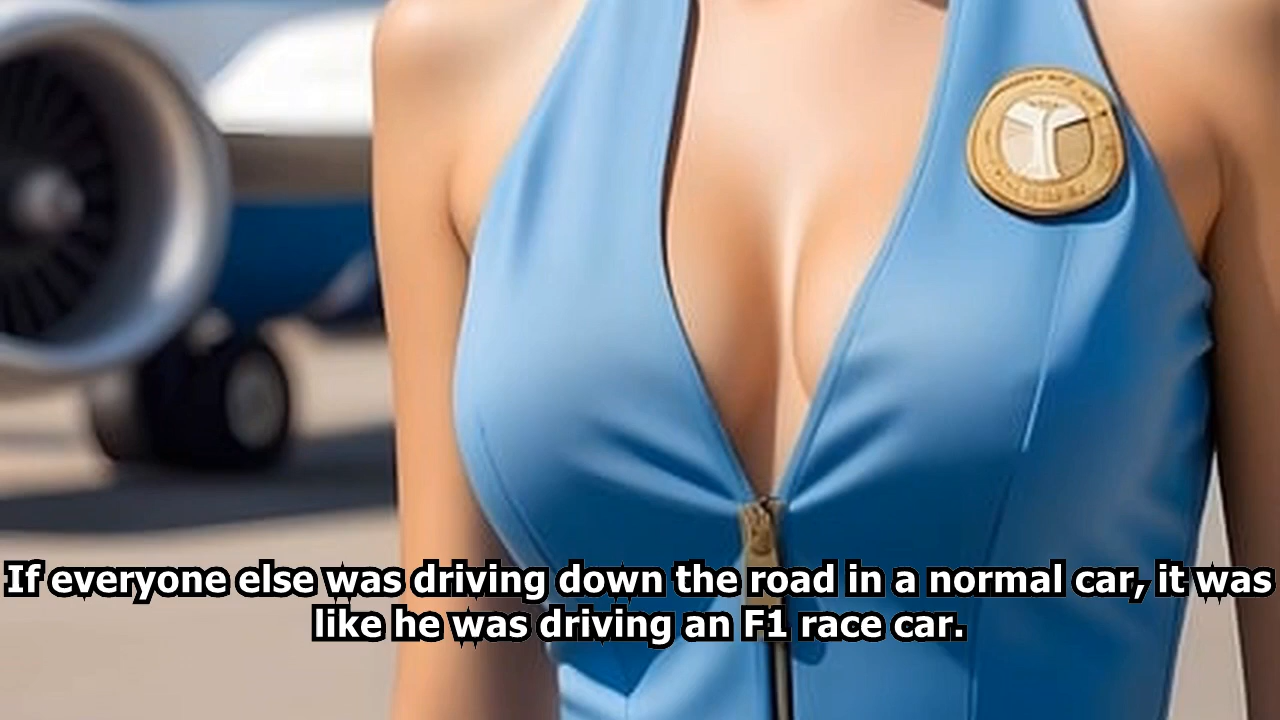 If everyone else was driving down the road in a normal car, it was
like he was driving an F1 race car.